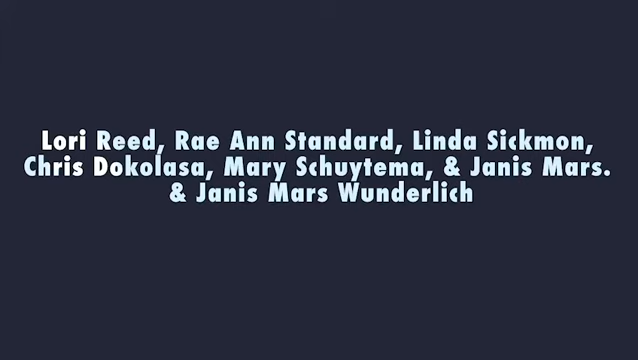 Lori Reed, Rae Ann Standard, Linda Sickmon,
Chris Dokolasa, Mary Schuytema, & Janis Mars.
& Janis Mars Wunderlich